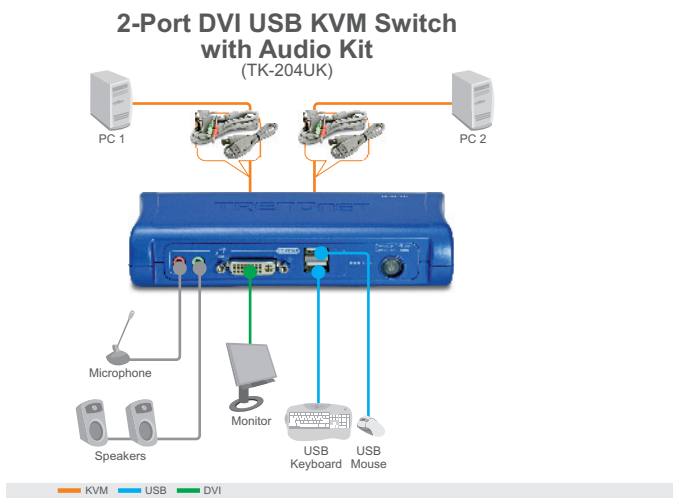 2-Port DVI USB KVM Switch
with Audio Kit
(TK-204UK)
PC 1
PC 2
TRENDNET
Microphone
Speakers
Monitor
USB
Keyboard
USB
Mouse
KVM
USB
DVI